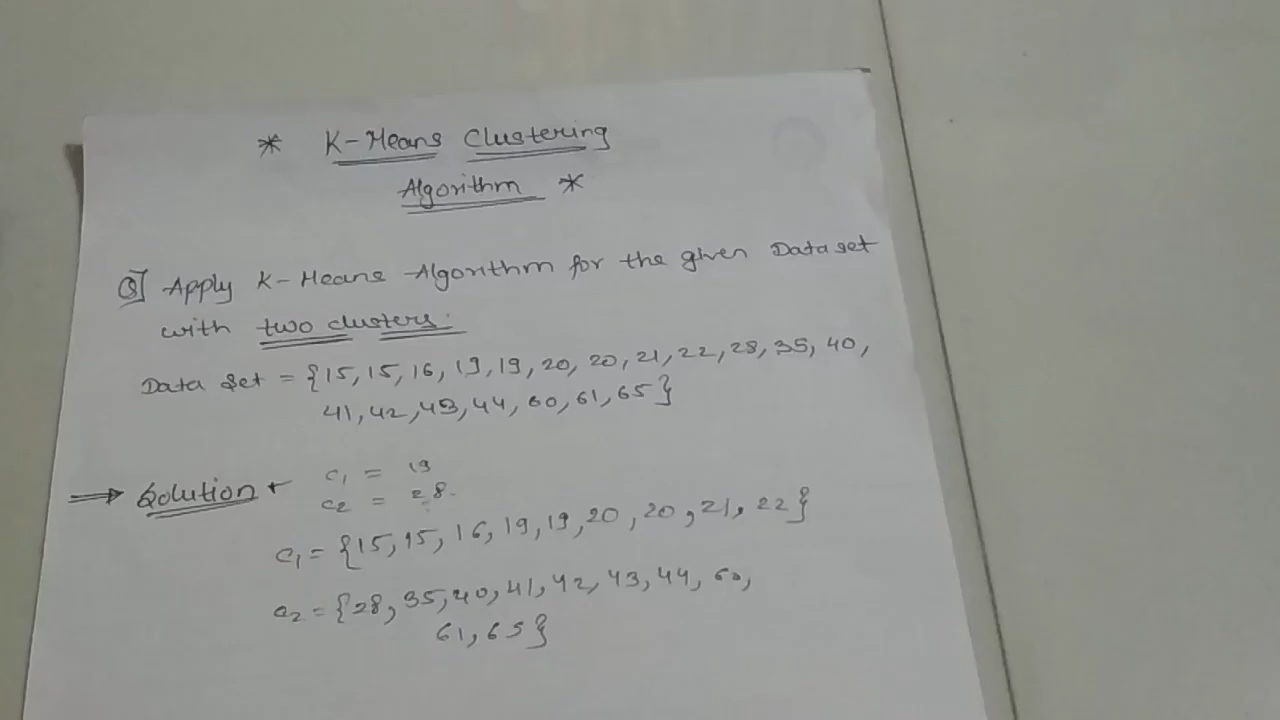 * K-Means Clustering
Algorithm *
Q] Apply K-Means Algorithm for the given Data set
with two clusters.
Data Set = {15, 15, 16, 19, 19, 20, 20, 21, 22, 28, 35, 40,
41, 42, 43, 44, 60, 61, 65}
⇒ Solution
c1 = 19
c2 = 28.
c1 = {15, 15, 16, 19, 19, 20, 20, 21, 22}
c2 = {28, 35, 40, 41, 42, 43, 44, 60,
61, 65}